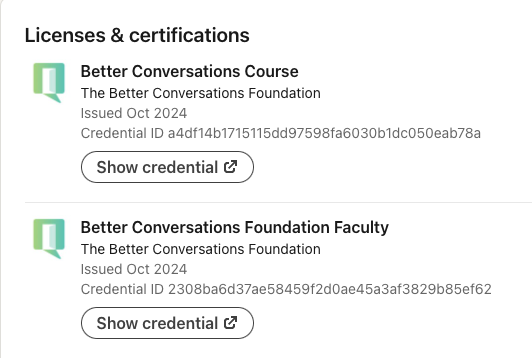 Licenses & certifications
Better Conversations Course
The Better Conversations Foundation
Issued Oct 2024
Credential ID a4df14b1715115dd97598fa6030b1dc050eab78a
Show credential
Better Conversations Foundation Faculty
The Better Conversations Foundation
Issued Oct 2024
Credential ID 2308ba6d37ae58459f2d0ae45a3af3829b85ef62
Show credential